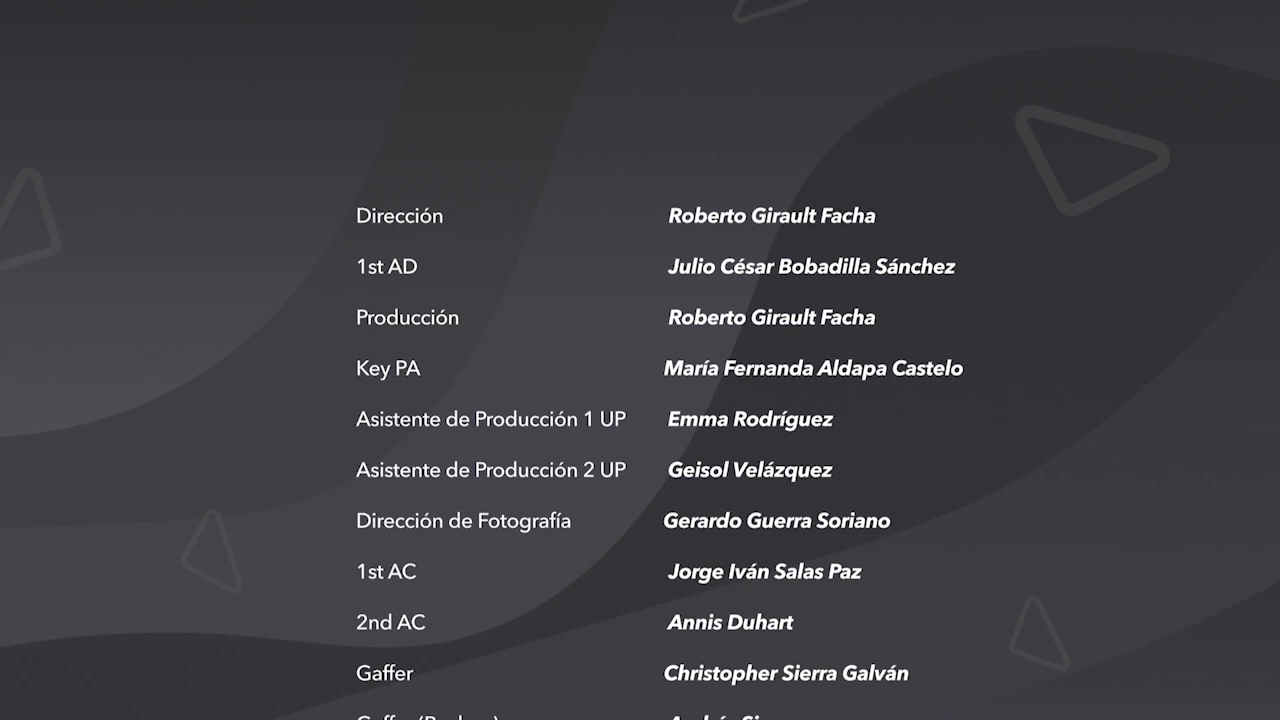 Dirección Roberto Girault Facha
1st AD Julio César Bobadilla Sánchez
Producción Roberto Girault Facha
Key PA María Fernanda Aldapa Castelo
Asistente de Producción 1 UP Emma Rodríguez
Asistente de Producción 2 UP Geisol Velázquez
Dirección de Fotografía Gerardo Guerra Soriano
1st AC Jorge Iván Salas Paz
2nd AC Annis Duhart
Gaffer Christopher Sierra Galván